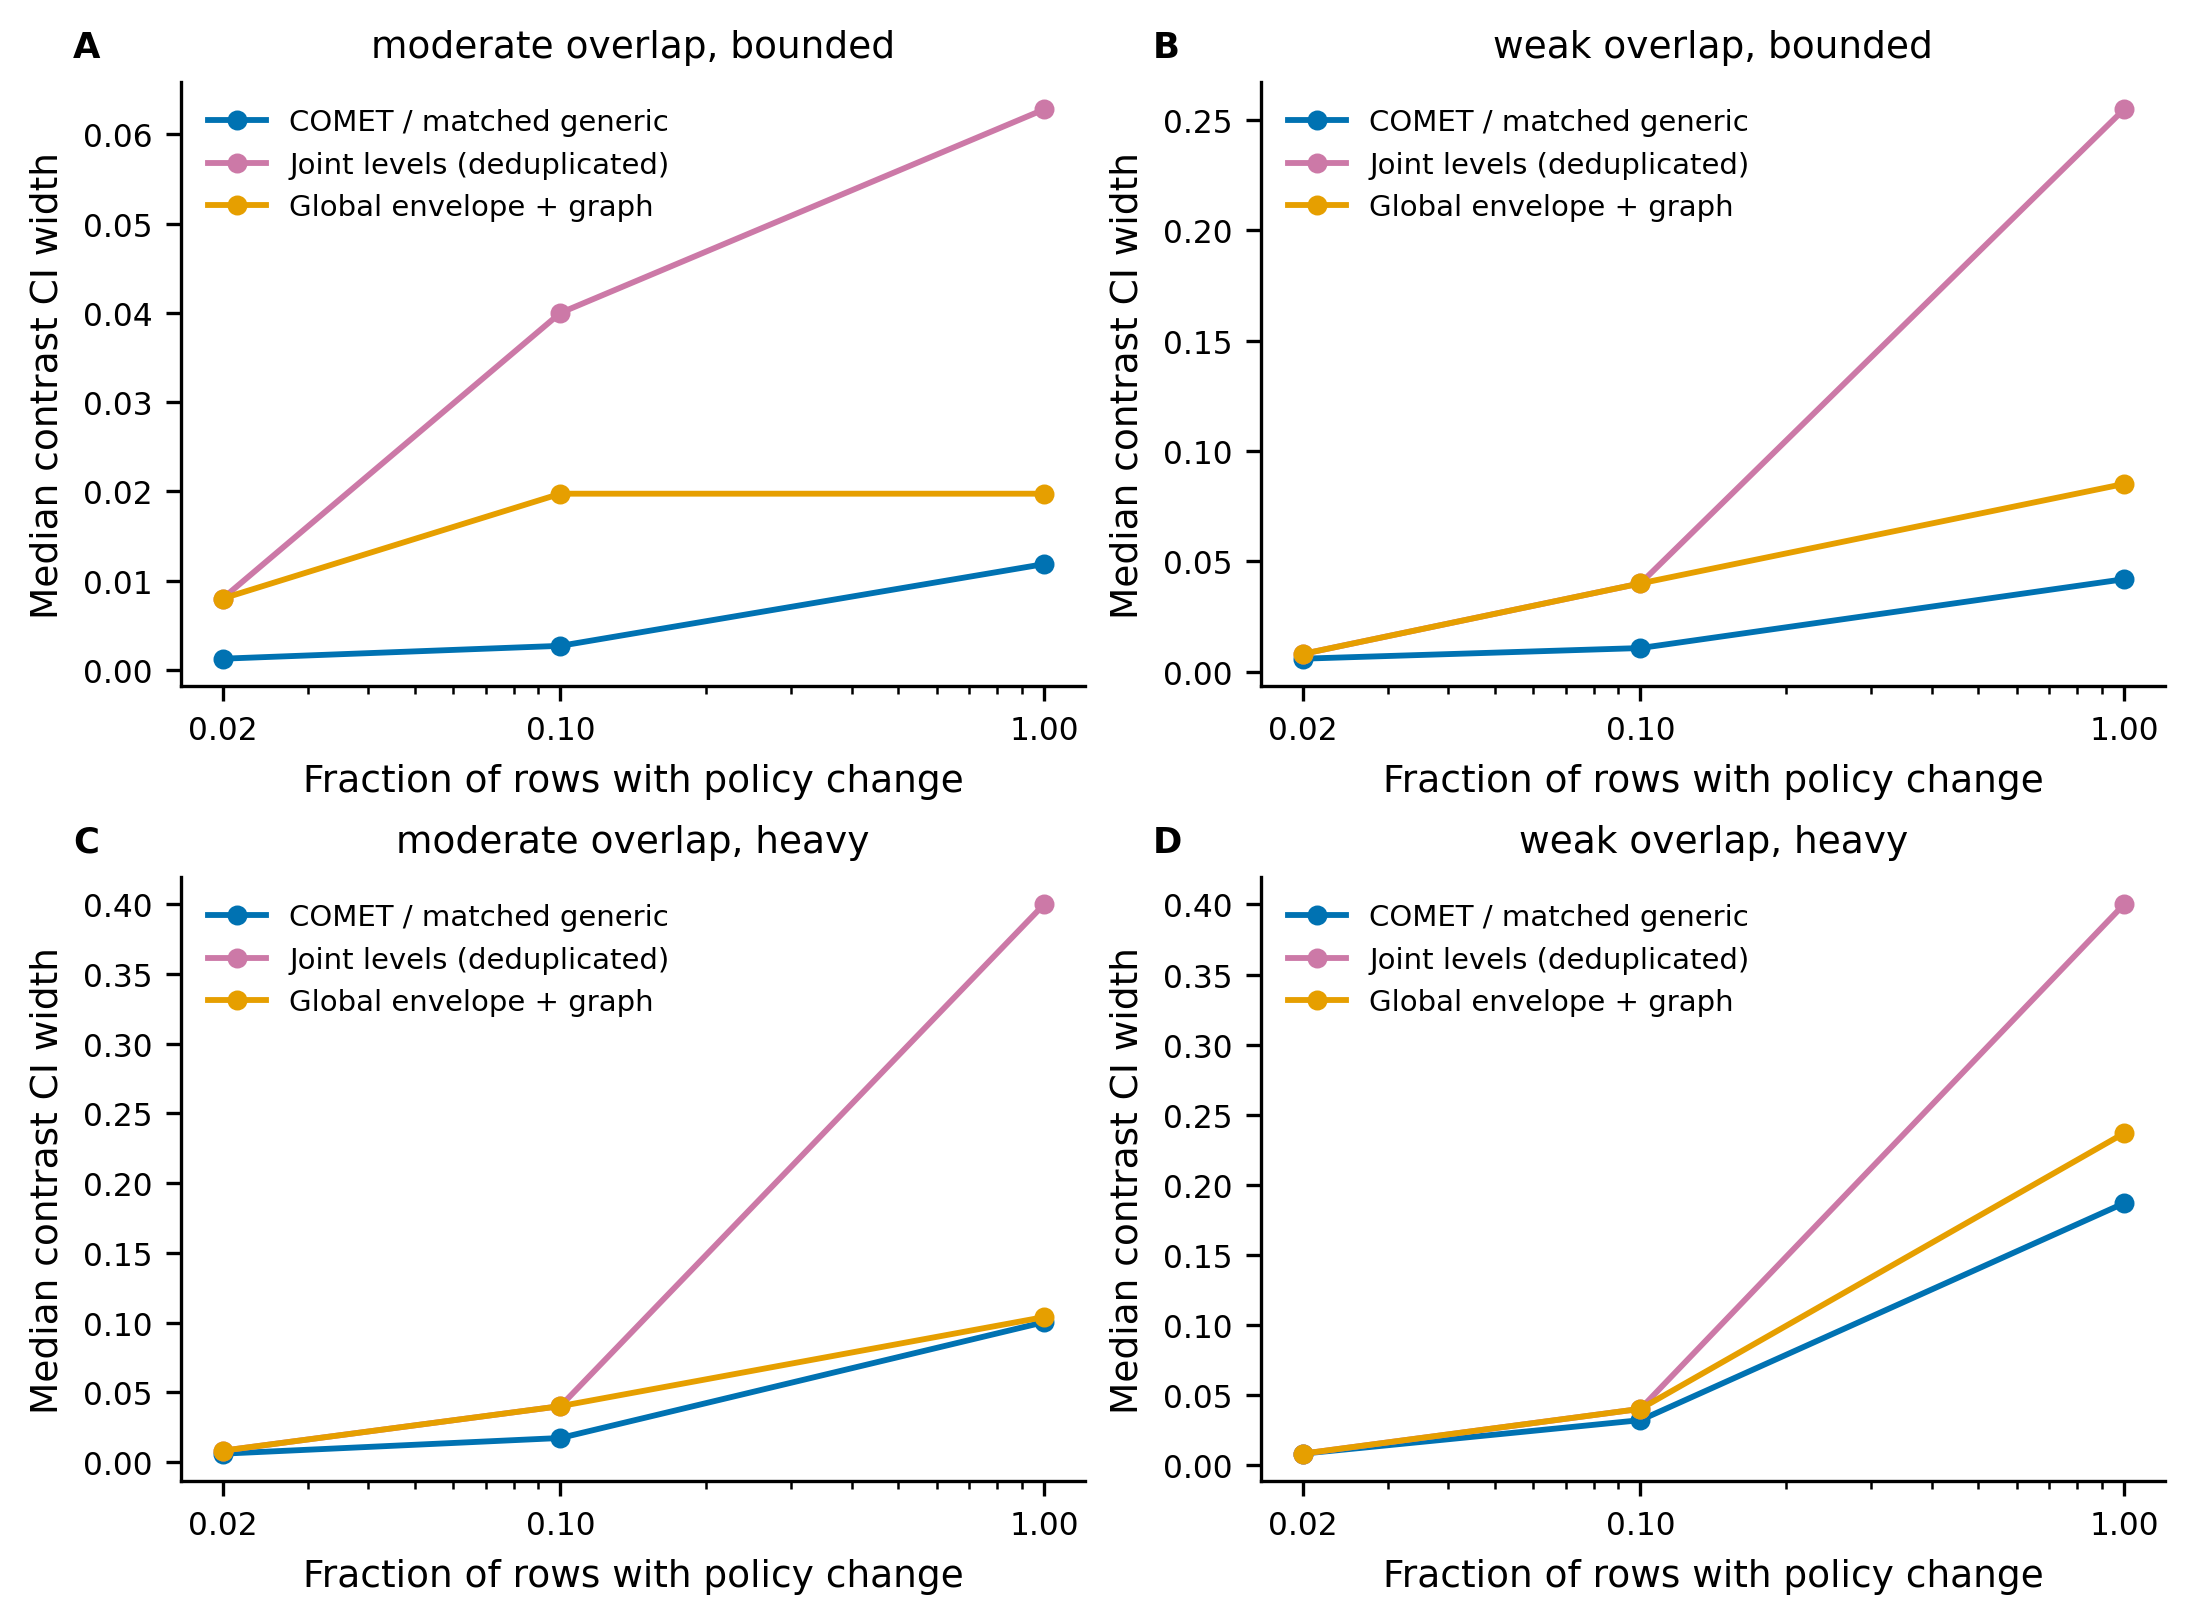 A
moderate overlap, bounded
Median contrast CI width
0.06
0.05
0.04
0.03
0.02
0.01
0.00
COMET / matched generic
Joint levels (deduplicated)
Global envelope + graph
0.02 0.10 1.00
Fraction of rows with policy change
B
weak overlap, bounded
Median contrast CI width
0.25
0.20
0.15
0.10
0.05
0.00
COMET / matched generic
Joint levels (deduplicated)
Global envelope + graph
0.02 0.10 1.00
Fraction of rows with policy change
C
moderate overlap, heavy
Median contrast CI width
0.40
0.35
0.30
0.25
0.20
0.15
0.10
0.05
0.00
COMET / matched generic
Joint levels (deduplicated)
Global envelope + graph
0.02 0.10 1.00
Fraction of rows with policy change
D
weak overlap, heavy
Median contrast CI width
0.40
0.35
0.30
0.25
0.20
0.15
0.10
0.05
0.00
COMET / matched generic
Joint levels (deduplicated)
Global envelope + graph
0.02 0.10 1.00
Fraction of rows with policy change